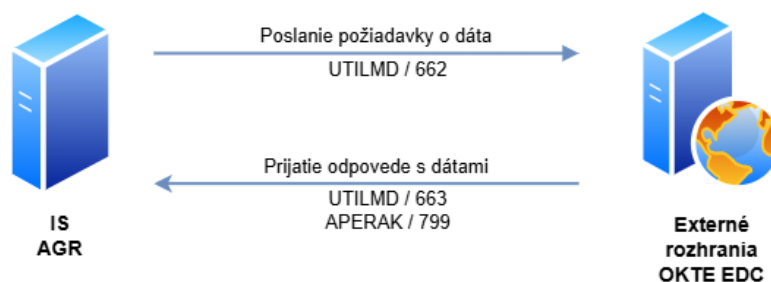 Poslanie požiadavky o dáta
UTILMD / 662
Prijatie odpovede s dátami
UTILMD / 663
APERAK / 799
IS
AGR
Externé
rozhrania
OKTE EDC